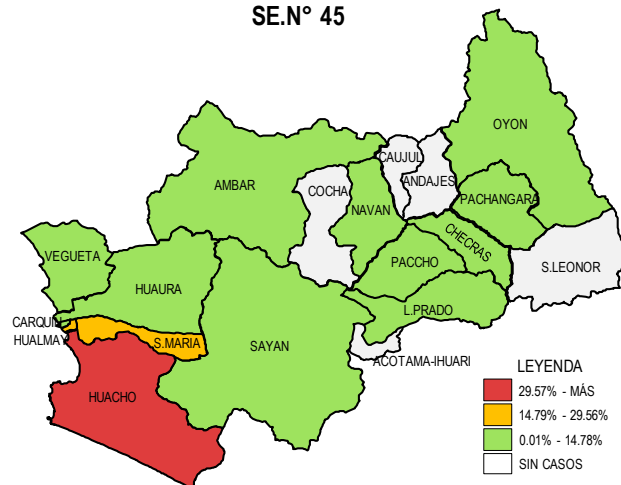 SE.N° 45
OYON
CAUJUL
ANDAJES
AMBAR
COCHA
NAVAN
PACHANGARA
CHECRAS
VEGUETA
HUAURA
PACCHO
S.LEONOR
L.PRADO
CARQUIN
HUALMAY
S.MARIA
SAYAN
ACOTAMA-IHUARI
HUACHO
LEYENDA
29.57% - MÁS
14.79% - 29.56%
0.01% - 14.78%
SIN CASOS